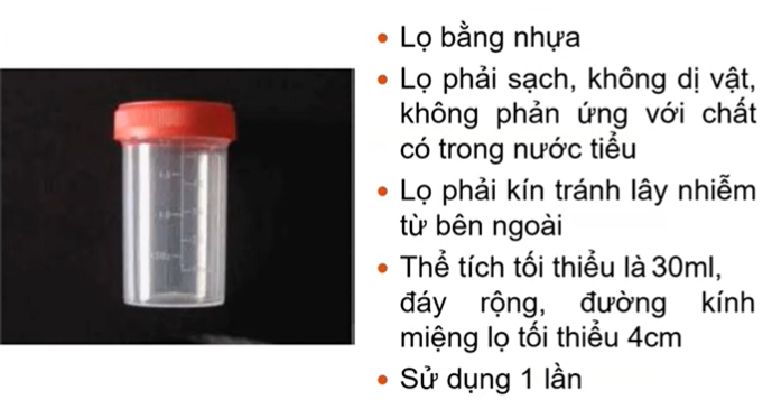 • Lọ bằng nhựa
• Lọ phải sạch, không dị vật,
không phản ứng với chất
có trong nước tiểu
• Lọ phải kín tránh lây nhiễm
từ bên ngoài
• Thể tích tối thiểu là 30ml,
đáy rộng, đường kính
miệng lọ tối thiểu 4cm
• Sử dụng 1 lần